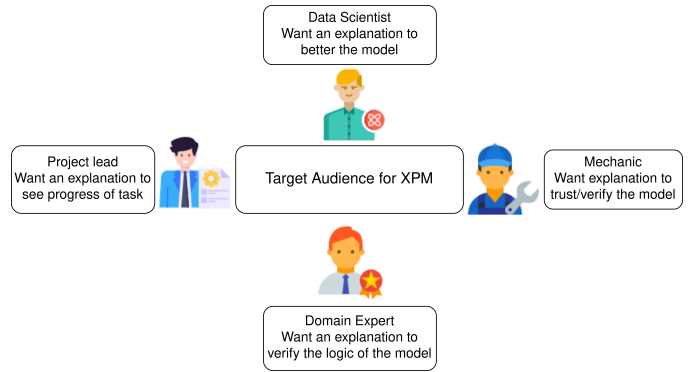 Data Scientist
Want an explanation to
better the model
Project lead
Want an explanation to
see progress of task
Target Audience for XPM
Mechanic
Want explanation to
trust/verify the model
Domain Expert
Want an explanation to
verify the logic of the model